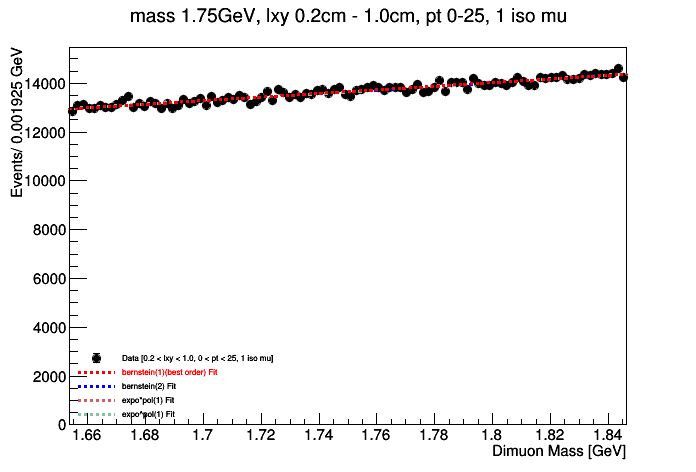 mass 1.75GeV, lxy 0.2cm - 1.0cm, pt 0-25, 1 iso mu
Events/ 0.001925 GeV
14000
12000
10000
8000
6000
4000
2000
0
Data [0.2 < lxy < 1.0, 0 < pt < 25, 1 iso mu]
bernstein(1)(best order) Fit
bernstein(2) Fit
expo*pol(1) Fit
expo*pol(1) Fit
1.66 1.68 1.7 1.72 1.74 1.76 1.78 1.8 1.82 1.84
Dimuon Mass [GeV]